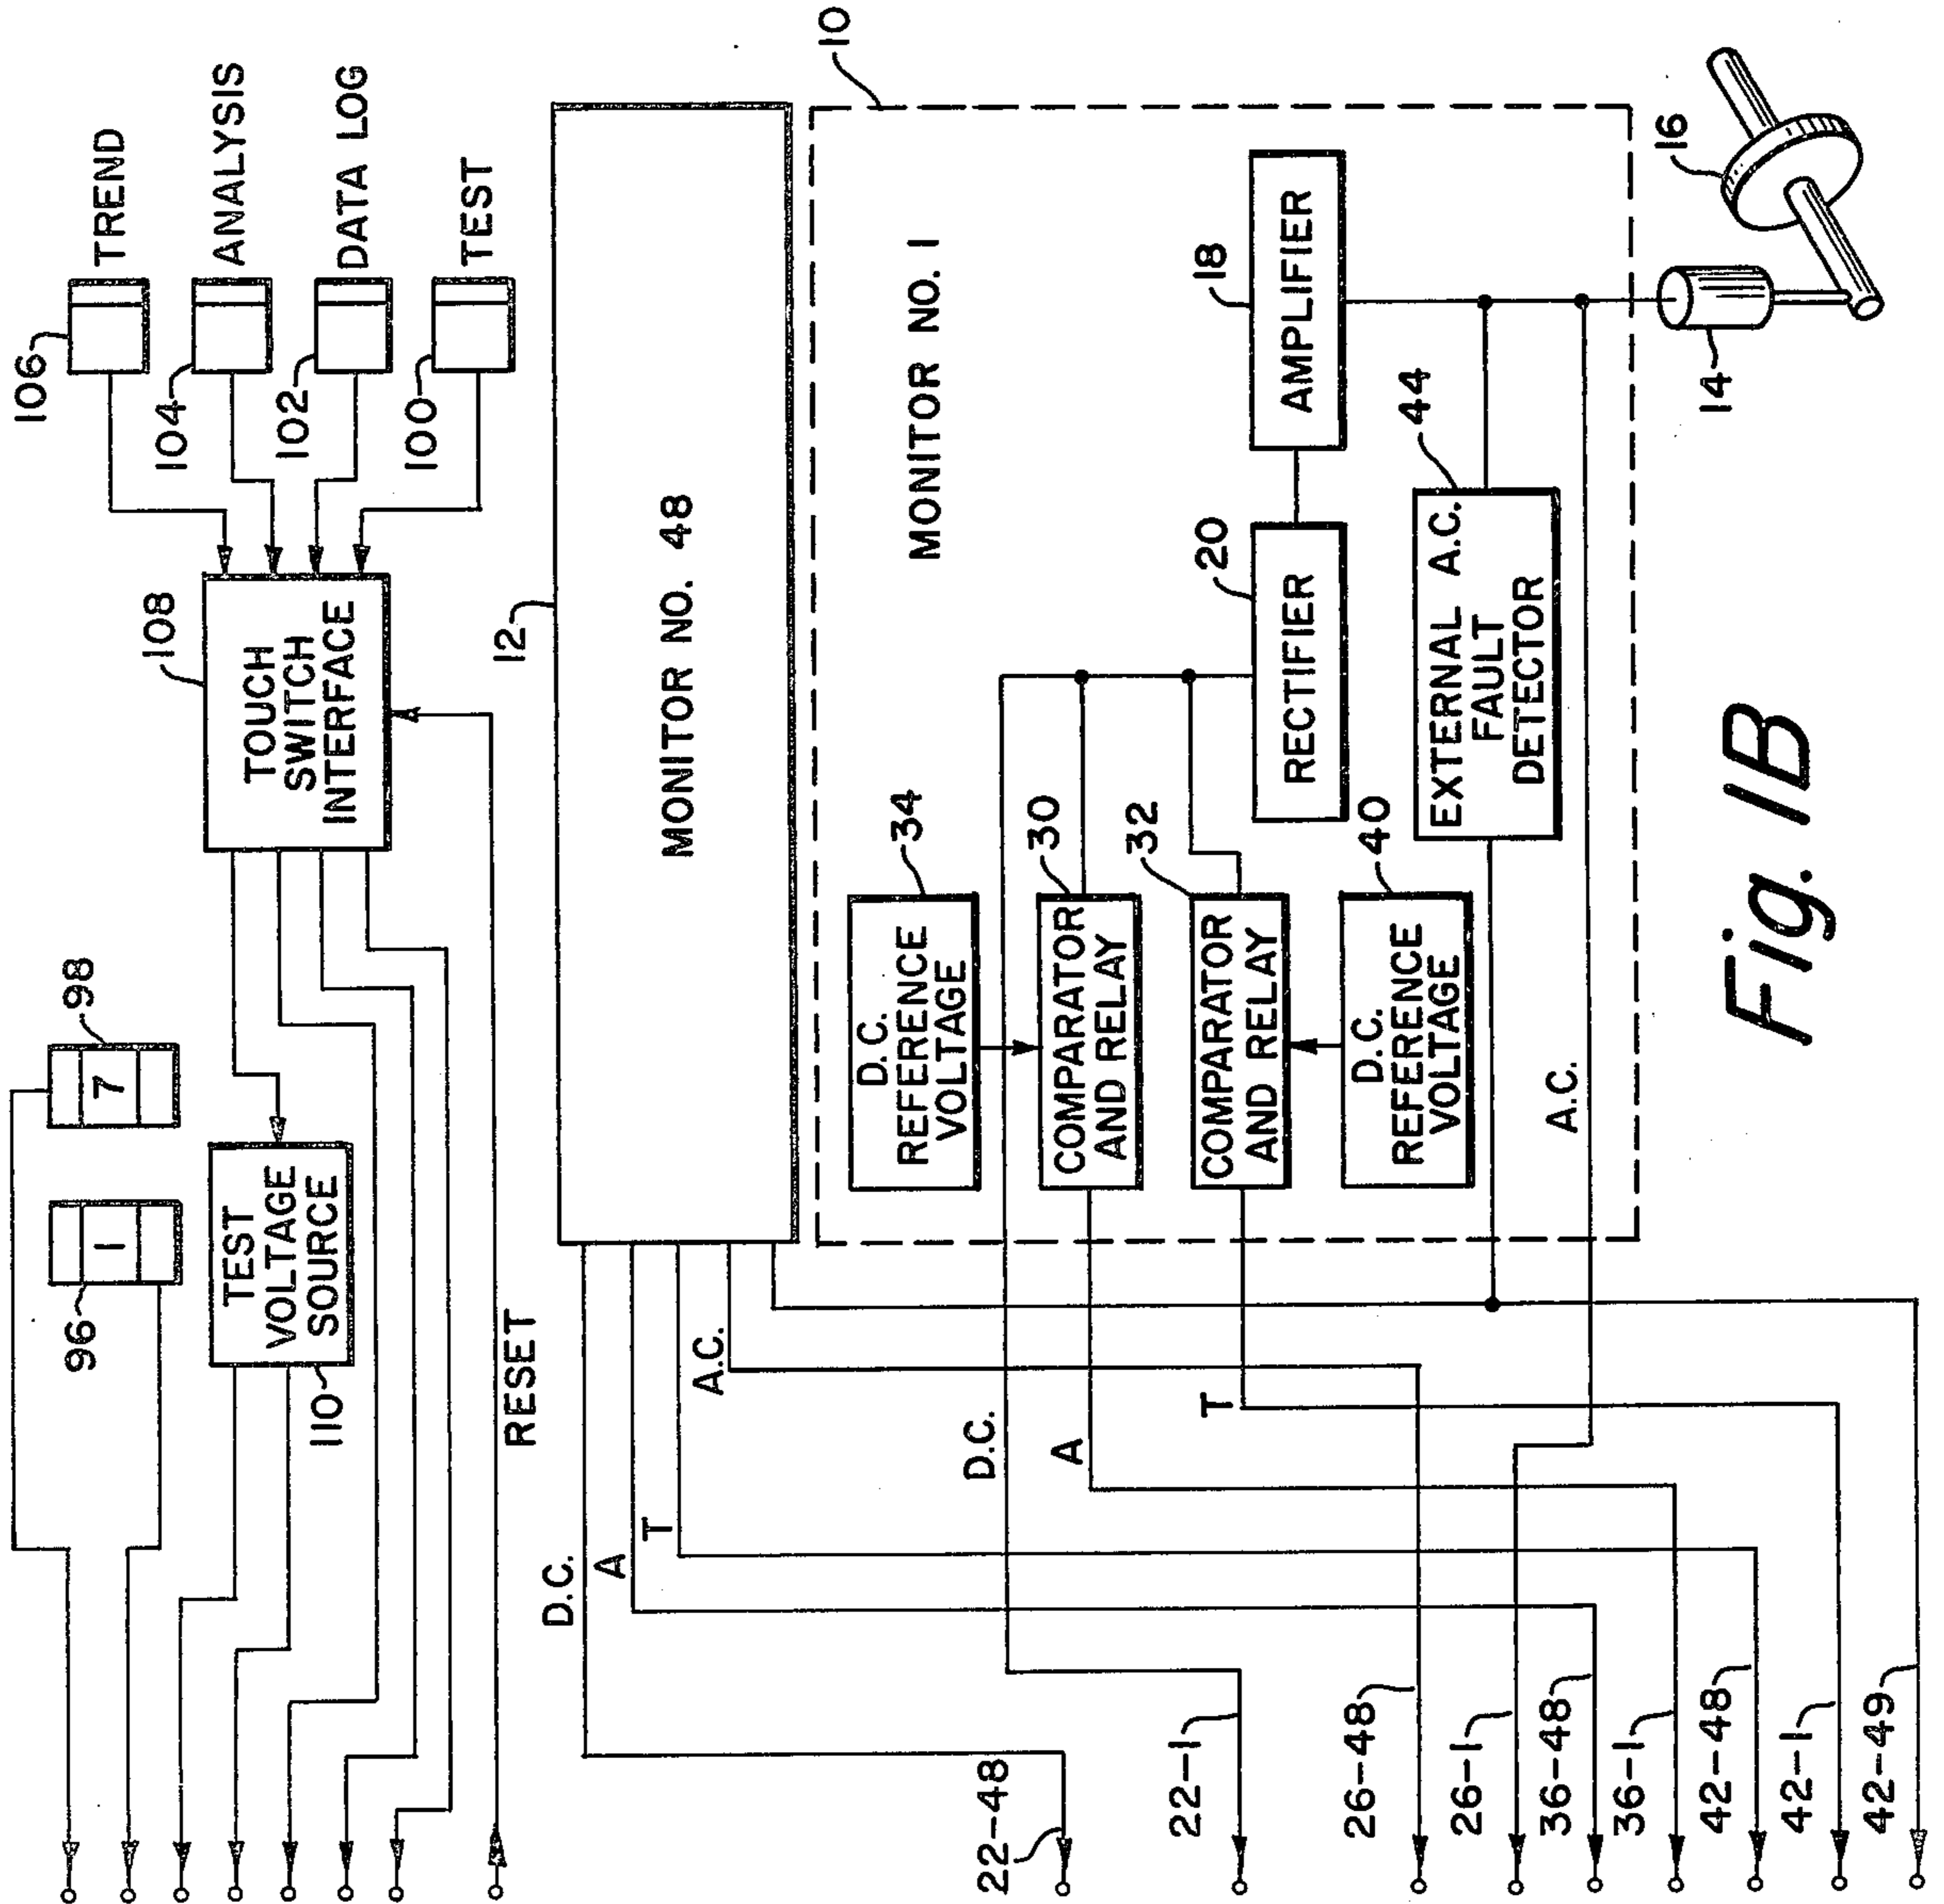 106
TREND
104
ANALYSIS
102
DATA LOG
100
TEST
108
TOUCH
SWITCH
INTERFACE
98
7
96
1
TEST
VOLTAGE
SOURCE
110
RESET
12
MONITOR NO. 48
D.C.
A
T
A.C.
10
MONITOR NO. 1
18
AMPLIFIER
20
RECTIFIER
44
EXTERNAL A.C.
FAULT
DETECTOR
34
D.C.
REFERENCE
VOLTAGE
30
COMPARATOR
AND RELAY
32
COMPARATOR
AND RELAY
40
D.C.
REFERENCE
VOLTAGE
A.C.
D.C.
A
T
14
16
22-48
22-1
26-48
26-1
36-48
36-1
42-48
42-1
42-49
Fig. 1B